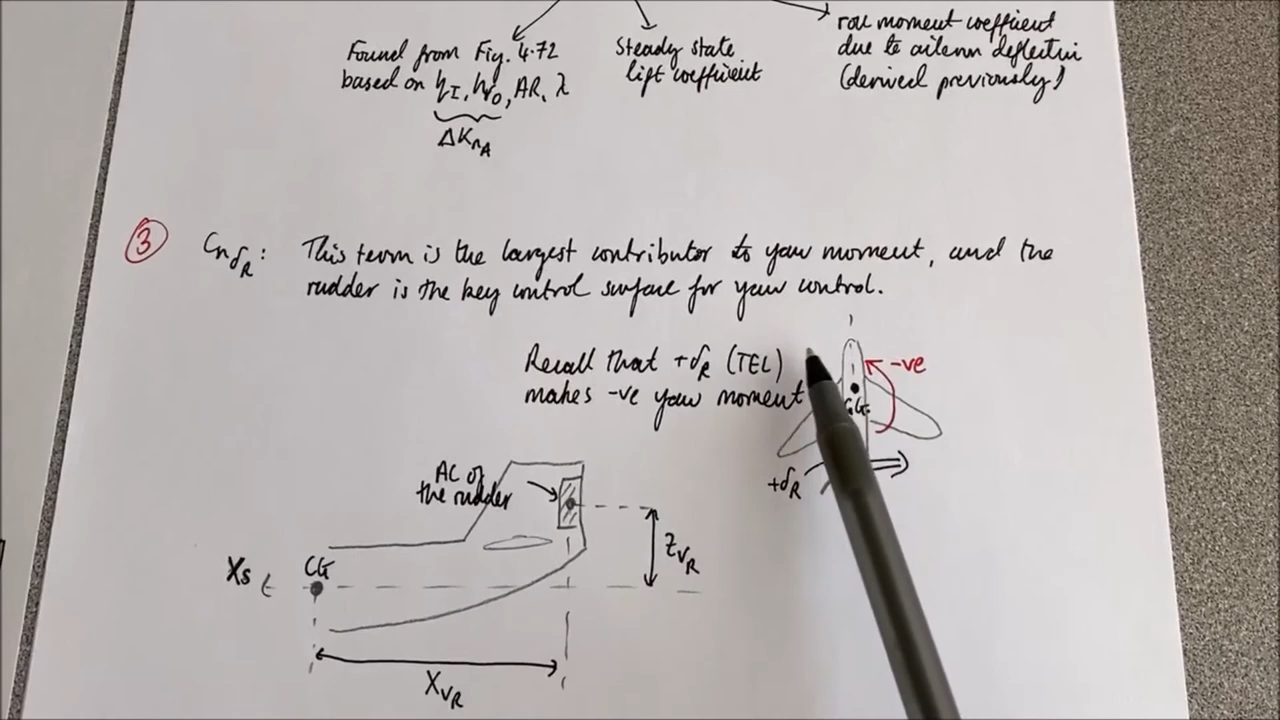 Found from Fig. 4.72
based on ηI, ηO, AR, λ
ΔKnA
Steady state
lift coefficient
roll moment coefficient
due to aileron deflection
(derived previously)
③ CnδR: This term is the largest contributor to yaw moment, and the
rudder is the key control surface for yaw control.
Recall that +δR (TEL)
makes -ve yaw moment
-ve
CG
+δR
AC of
the rudder
ZVR
XS
CG
XVR